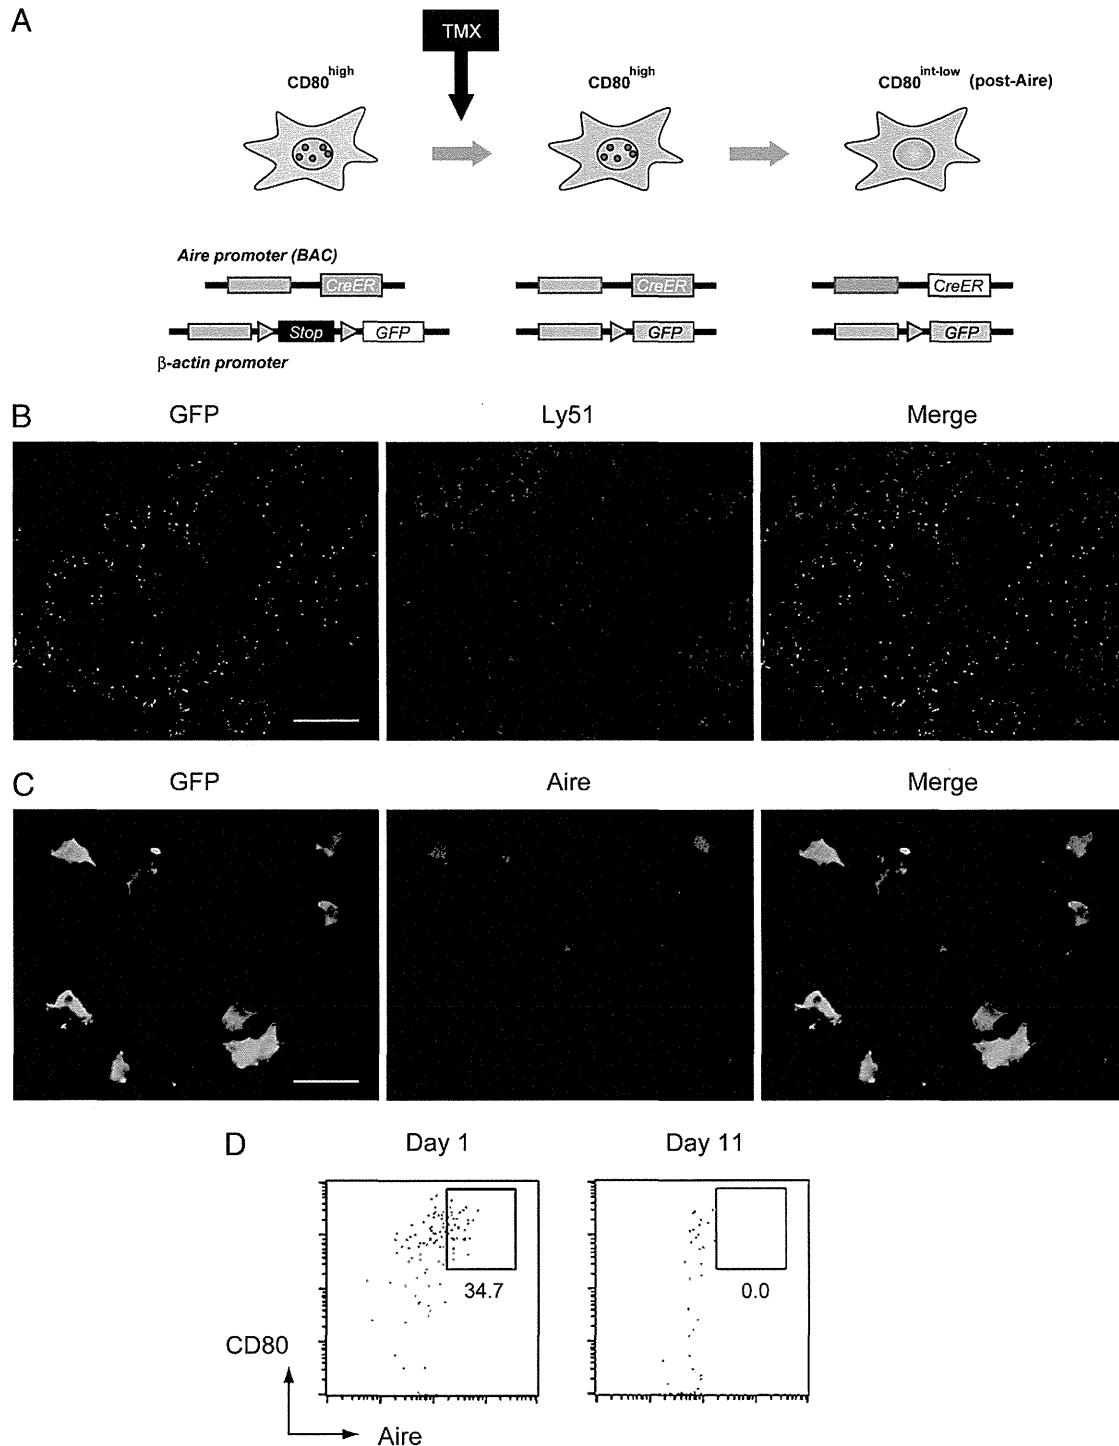 A
TMX
CD80high
CD80high
CD80int-low (post-Aire)
Aire promoter (BAC)
CreER
CreER
CreER
Stop
GFP
GFP
GFP
β-actin promoter
B
GFP
Ly51
Merge
C
GFP
Aire
Merge
D
Day 1
Day 11
34.7
0.0
CD80
Aire